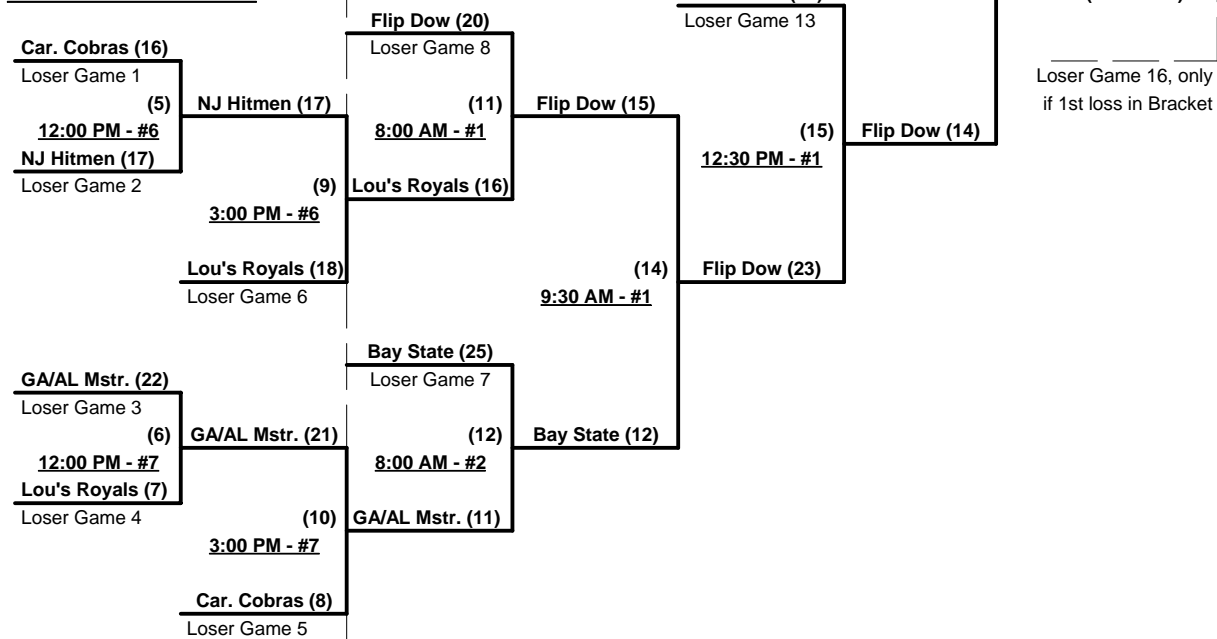 Flip Dow (20)
Loser Game 13
Car. Cobras (16)
Loser Game 8
Loser Game 1
Loser Game 16, only
(5)
NJ Hitmen (17)
(11)
Flip Dow (15)
if 1st loss in Bracket
12:00 PM - #6
8:00 AM - #1
(15)
Flip Dow (14)
NJ Hitmen (17)
12:30 PM - #1
Loser Game 2
(9)
Lou's Royals (16)
3:00 PM - #6
Lou's Royals (18)
(14)
Flip Dow (23)
Loser Game 6
9:30 AM - #1
Bay State (25)
GA/AL Mstr. (22)
Loser Game 7
Loser Game 3
(6)
GA/AL Mstr. (21)
(12)
Bay State (12)
12:00 PM - #7
8:00 AM - #2
Lou's Royals (7)
Loser Game 4
(10)
GA/AL Mstr. (11)
3:00 PM - #7
Car. Cobras (8)
Loser Game 5